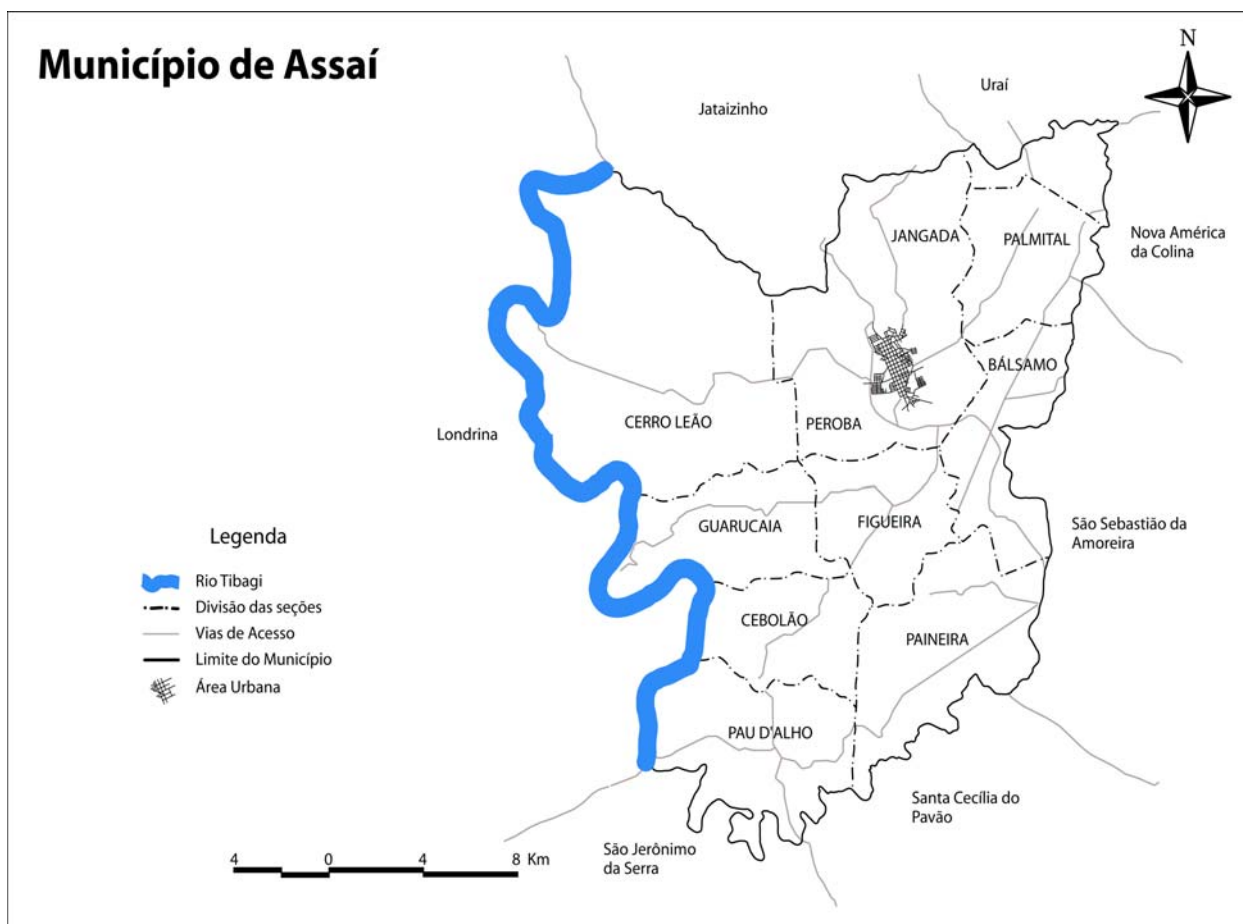 Município de Assaí
N
Uraí
Jataizinho
JANGADA
PALMITAL
Nova América
da Colina
BÁLSAMO
CERRO LEÃO
PEROBA
Londrina
GUARUCAIA
FIGUEIRA
São Sebastião da
Amoreira
Legenda
Rio Tibagi
Divisão das seções
Vias de Acesso
Limite do Município
Área Urbana
CEBOLÃO
PAINEIRA
PAU D'ALHO
Santa Cecília do
Pavão
São Jerônimo
da Serra
4 0 4 8 Km